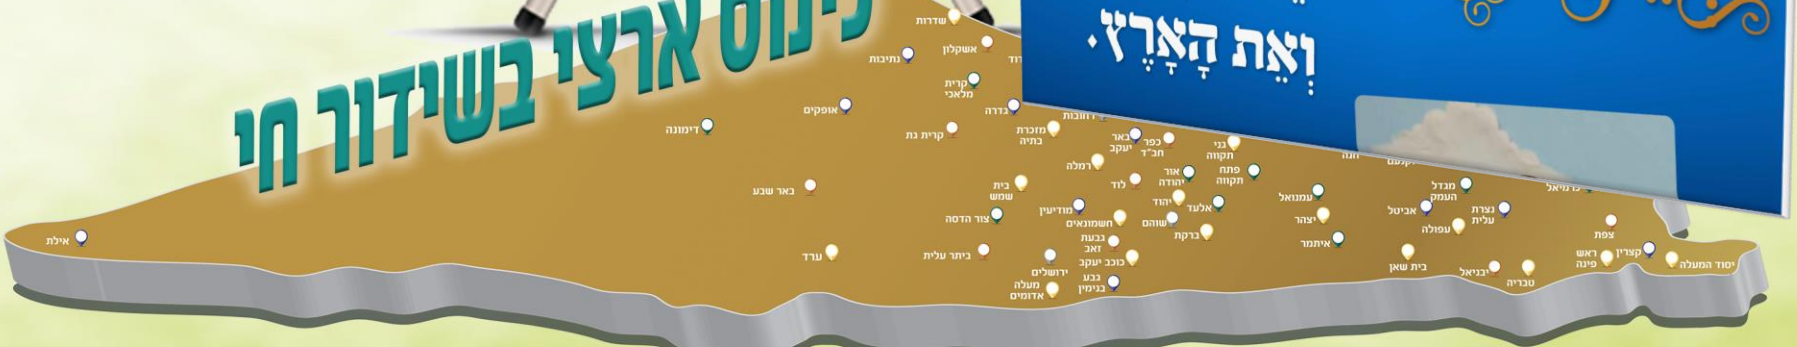 כינוס ארצי בשידור חי
וְאֵת הָאָרֶץ.
שדרות
אשקלון
נתיבות
קרית
מלאכי
גדרה
אופקים
דימונה
קרית גת
מזכרת
בתיה
רחובות
באר
יעקב
כפר
חב"ד
גני
תקווה
פתח
תקווה
רמלה
אור
יהודה
לוד
באר שבע
בית
שמש
מודיעין
יהוד
אלעד
עמנואל
מגדל
העמק
כרמיאל
צור הדסה
חשמונאים
שוהם
ברקת
יצהר
אביטל
נצרת
עלית
עפולה
צפת
אילת
ערד
ביתר עלית
גבעת
זאב
ירושלים
כוכב יעקב
איתמר
בית שאן
יבניאל
טבריה
ראש
פינה
קצרין
יסוד המעלה
מעלה
אדומים
גבע
בנימין